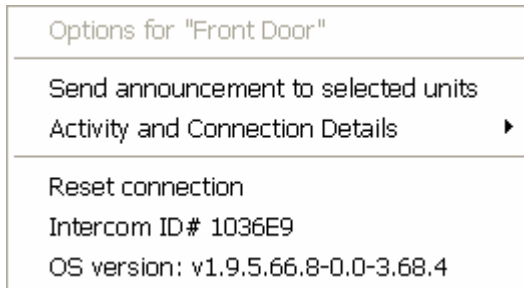 Options for "Front Door"
Send announcement to selected units
Activity and Connection Details
Reset connection
Intercom ID# 1036E9
OS version: v1.9.5.66.8-0.0-3.68.4